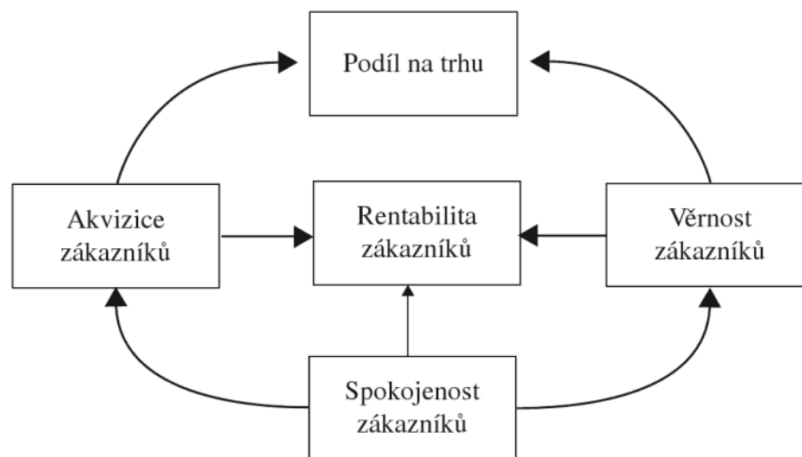 Podíl na trhu
Akvizice
zákazníků
Rentabilita
zákazníků
Věrnost
zákazníků
Spokojenost
zákazníků